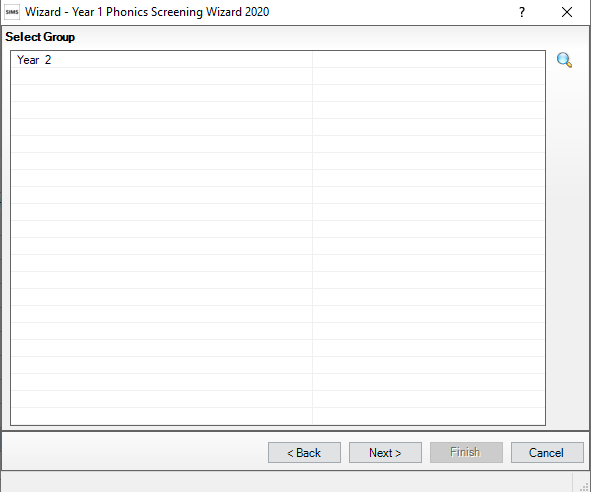 SIMS Wizard - Year 1 Phonics Screening Wizard 2020 ?
Select Group
Year 2
< Back Next > Finish Cancel